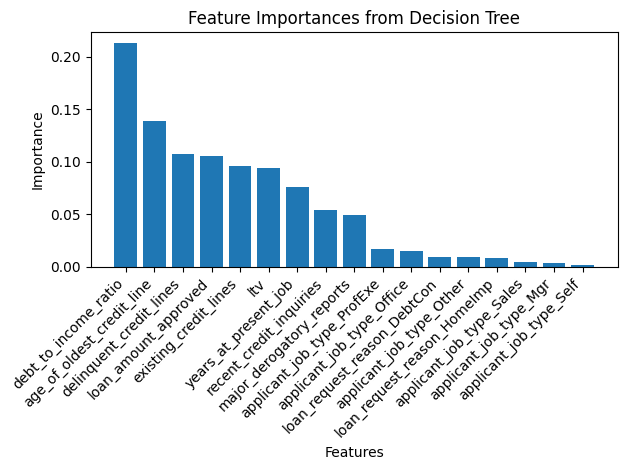 Feature Importances from Decision Tree
Importance
0.20
0.15
0.10
0.05
0.00
debt_to_income_ratio
age_of_oldest_credit_line
delinquent_credit_lines
loan_amount_approved
existing_credit_lines
ltv
years_at_present_job
recent_credit_inquiries
major_derogatory_reports
applicant_job_type_ProfExe
applicant_job_type_Office
loan_request_reason_DebtCon
applicant_job_type_Other
loan_request_reason_HomeImp
applicant_job_type_Sales
applicant_job_type_Mgr
applicant_job_type_Self
Features